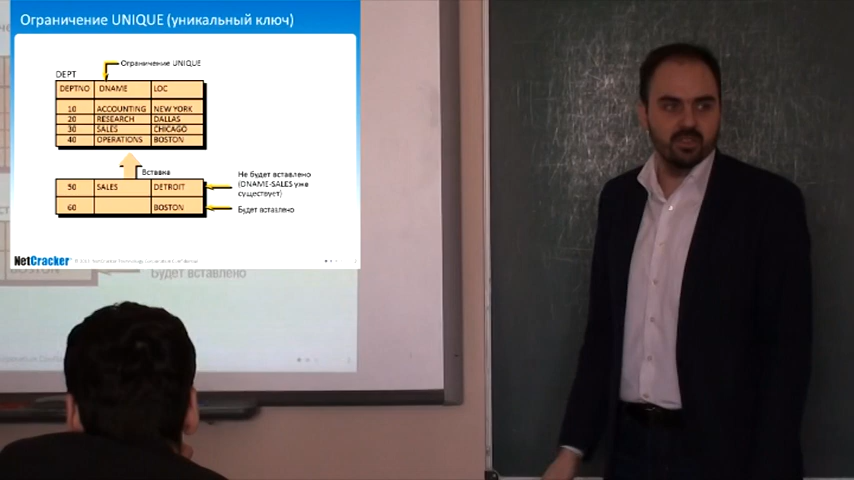 Ограничение UNIQUE (уникальный ключ)
Ограничение UNIQUE
DEPT
DEPTNO DNAME LOC
10 ACCOUNTING NEW YORK
20 RESEARCH DALLAS
30 SALES CHICAGO
40 OPERATIONS BOSTON
Вставка
50 SALES DETROIT
Не будет вставлено
(DNAME-SALES уже
существует)
60 BOSTON
Будет вставлено
NetCracker
Будет вставлено